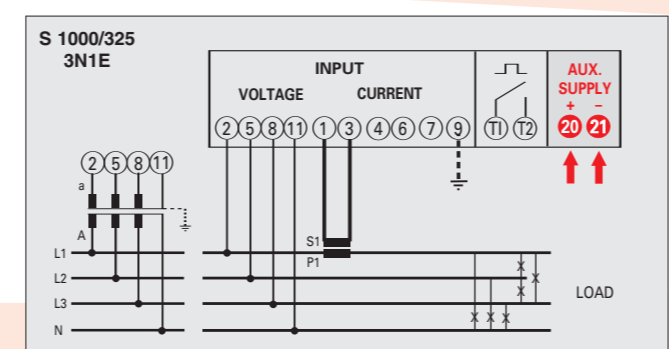 S 1000/325
3N1E
INPUT
VOLTAGE CURRENT
AUX.
SUPPLY
+ −
2 5 8 11 1 3 4 6 7 9 T1 T2 20 21
2 5 8 11
a
A
S1
P1
L1
L2
L3
N
LOAD